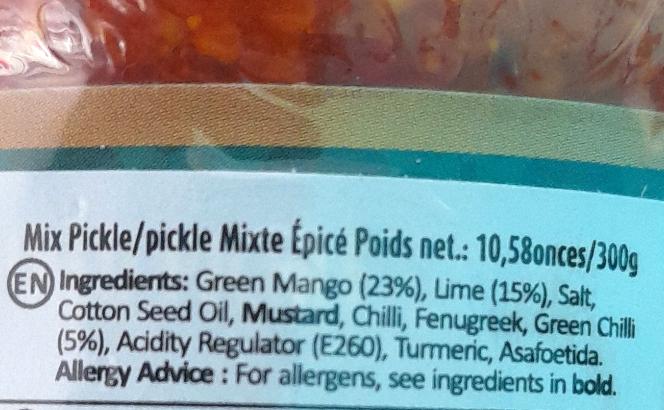 Mix Pickle/pickle Mixte Épicé Poids net.: 10,58onces/300g
EN Ingredients: Green Mango (23%), Lime (15%), Salt,
Cotton Seed Oil, Mustard, Chilli, Fenugreek, Green Chilli
(5%), Acidity Regulator (E260), Turmeric, Asafoetida.
Allergy Advice : For allergens, see ingredients in bold.